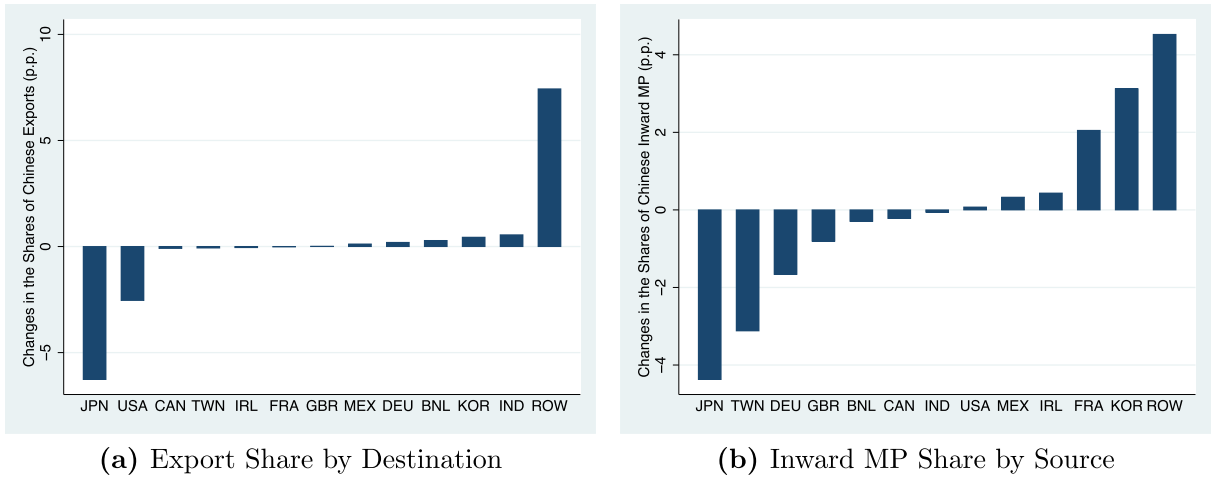 Changes in the Shares of Chinese Exports (p.p.)
10
5
0
−5
JPN USA CAN TWN IRL FRA GBR MEX DEU BNL KOR IND ROW
(a) Export Share by Destination
Changes in the Shares of Chinese Inward MP (p.p.)
4
2
0
−2
−4
JPN TWN DEU GBR BNL CAN IND USA MEX IRL FRA KOR ROW
(b) Inward MP Share by Source